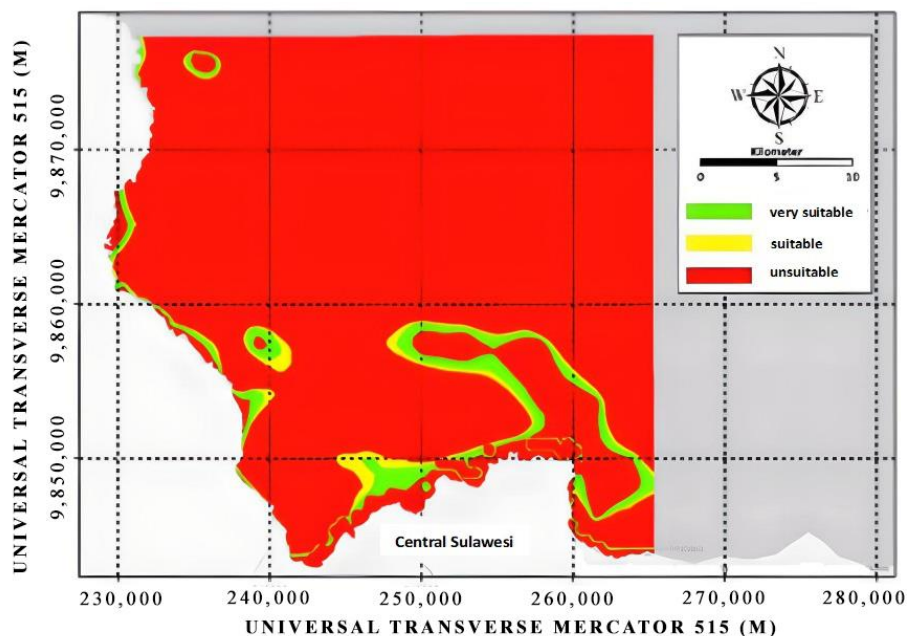 UNIVERSAL TRANSVERSE MERCATOR 515 (M)
9,870,000
9,860,000
9,850,000
N
W E
S
Kilometer
0 5 10
very suitable
suitable
unsuitable
Central Sulawesi
230,000 240,000 250,000 260,000 270,000 280,000
UNIVERSAL TRANSVERSE MERCATOR 515 (M)